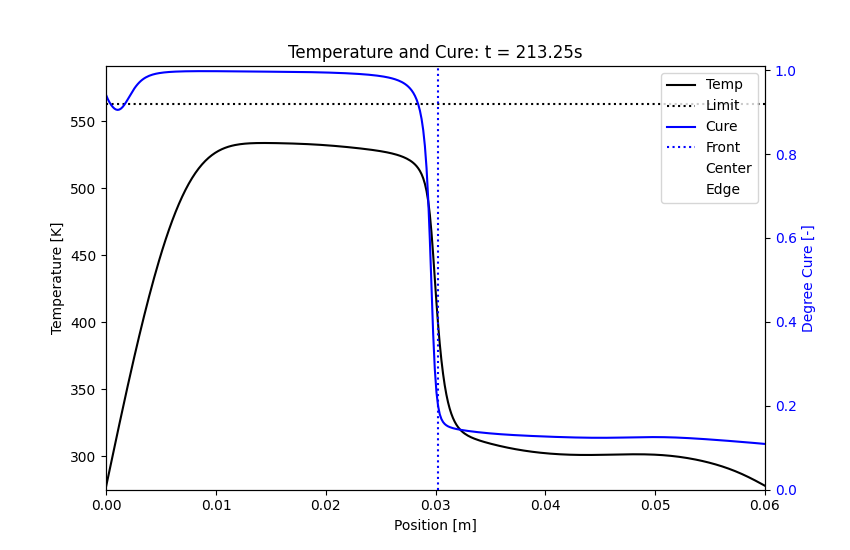 Temperature and Cure: t = 213.25s
Temp
Limit
Cure
Front
Center
Edge
550
500
450
400
350
300
Temperature [K]
1.0
0.8
0.6
0.4
0.2
0.0
Degree Cure [-]
0.00 0.01 0.02 0.03 0.04 0.05 0.06
Position [m]